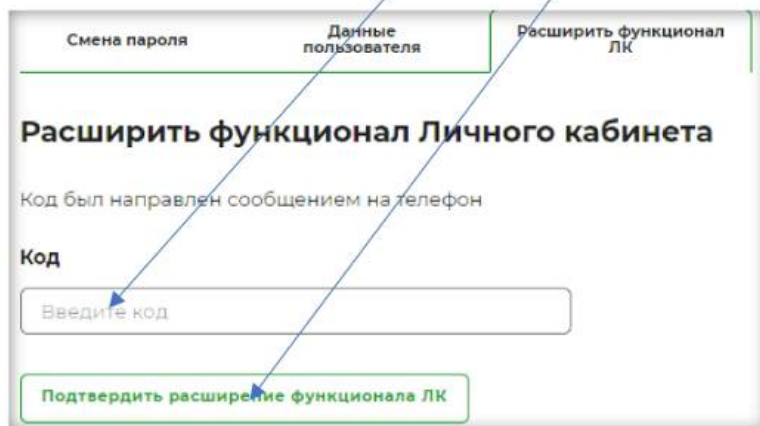 Смена пароля
Данные
пользователя
Расширить функционал
ЛК
Расширить функционал Личного кабинета
Код был направлен сообщением на телефон
Код
Введите код
Подтвердить расширение функционала ЛК